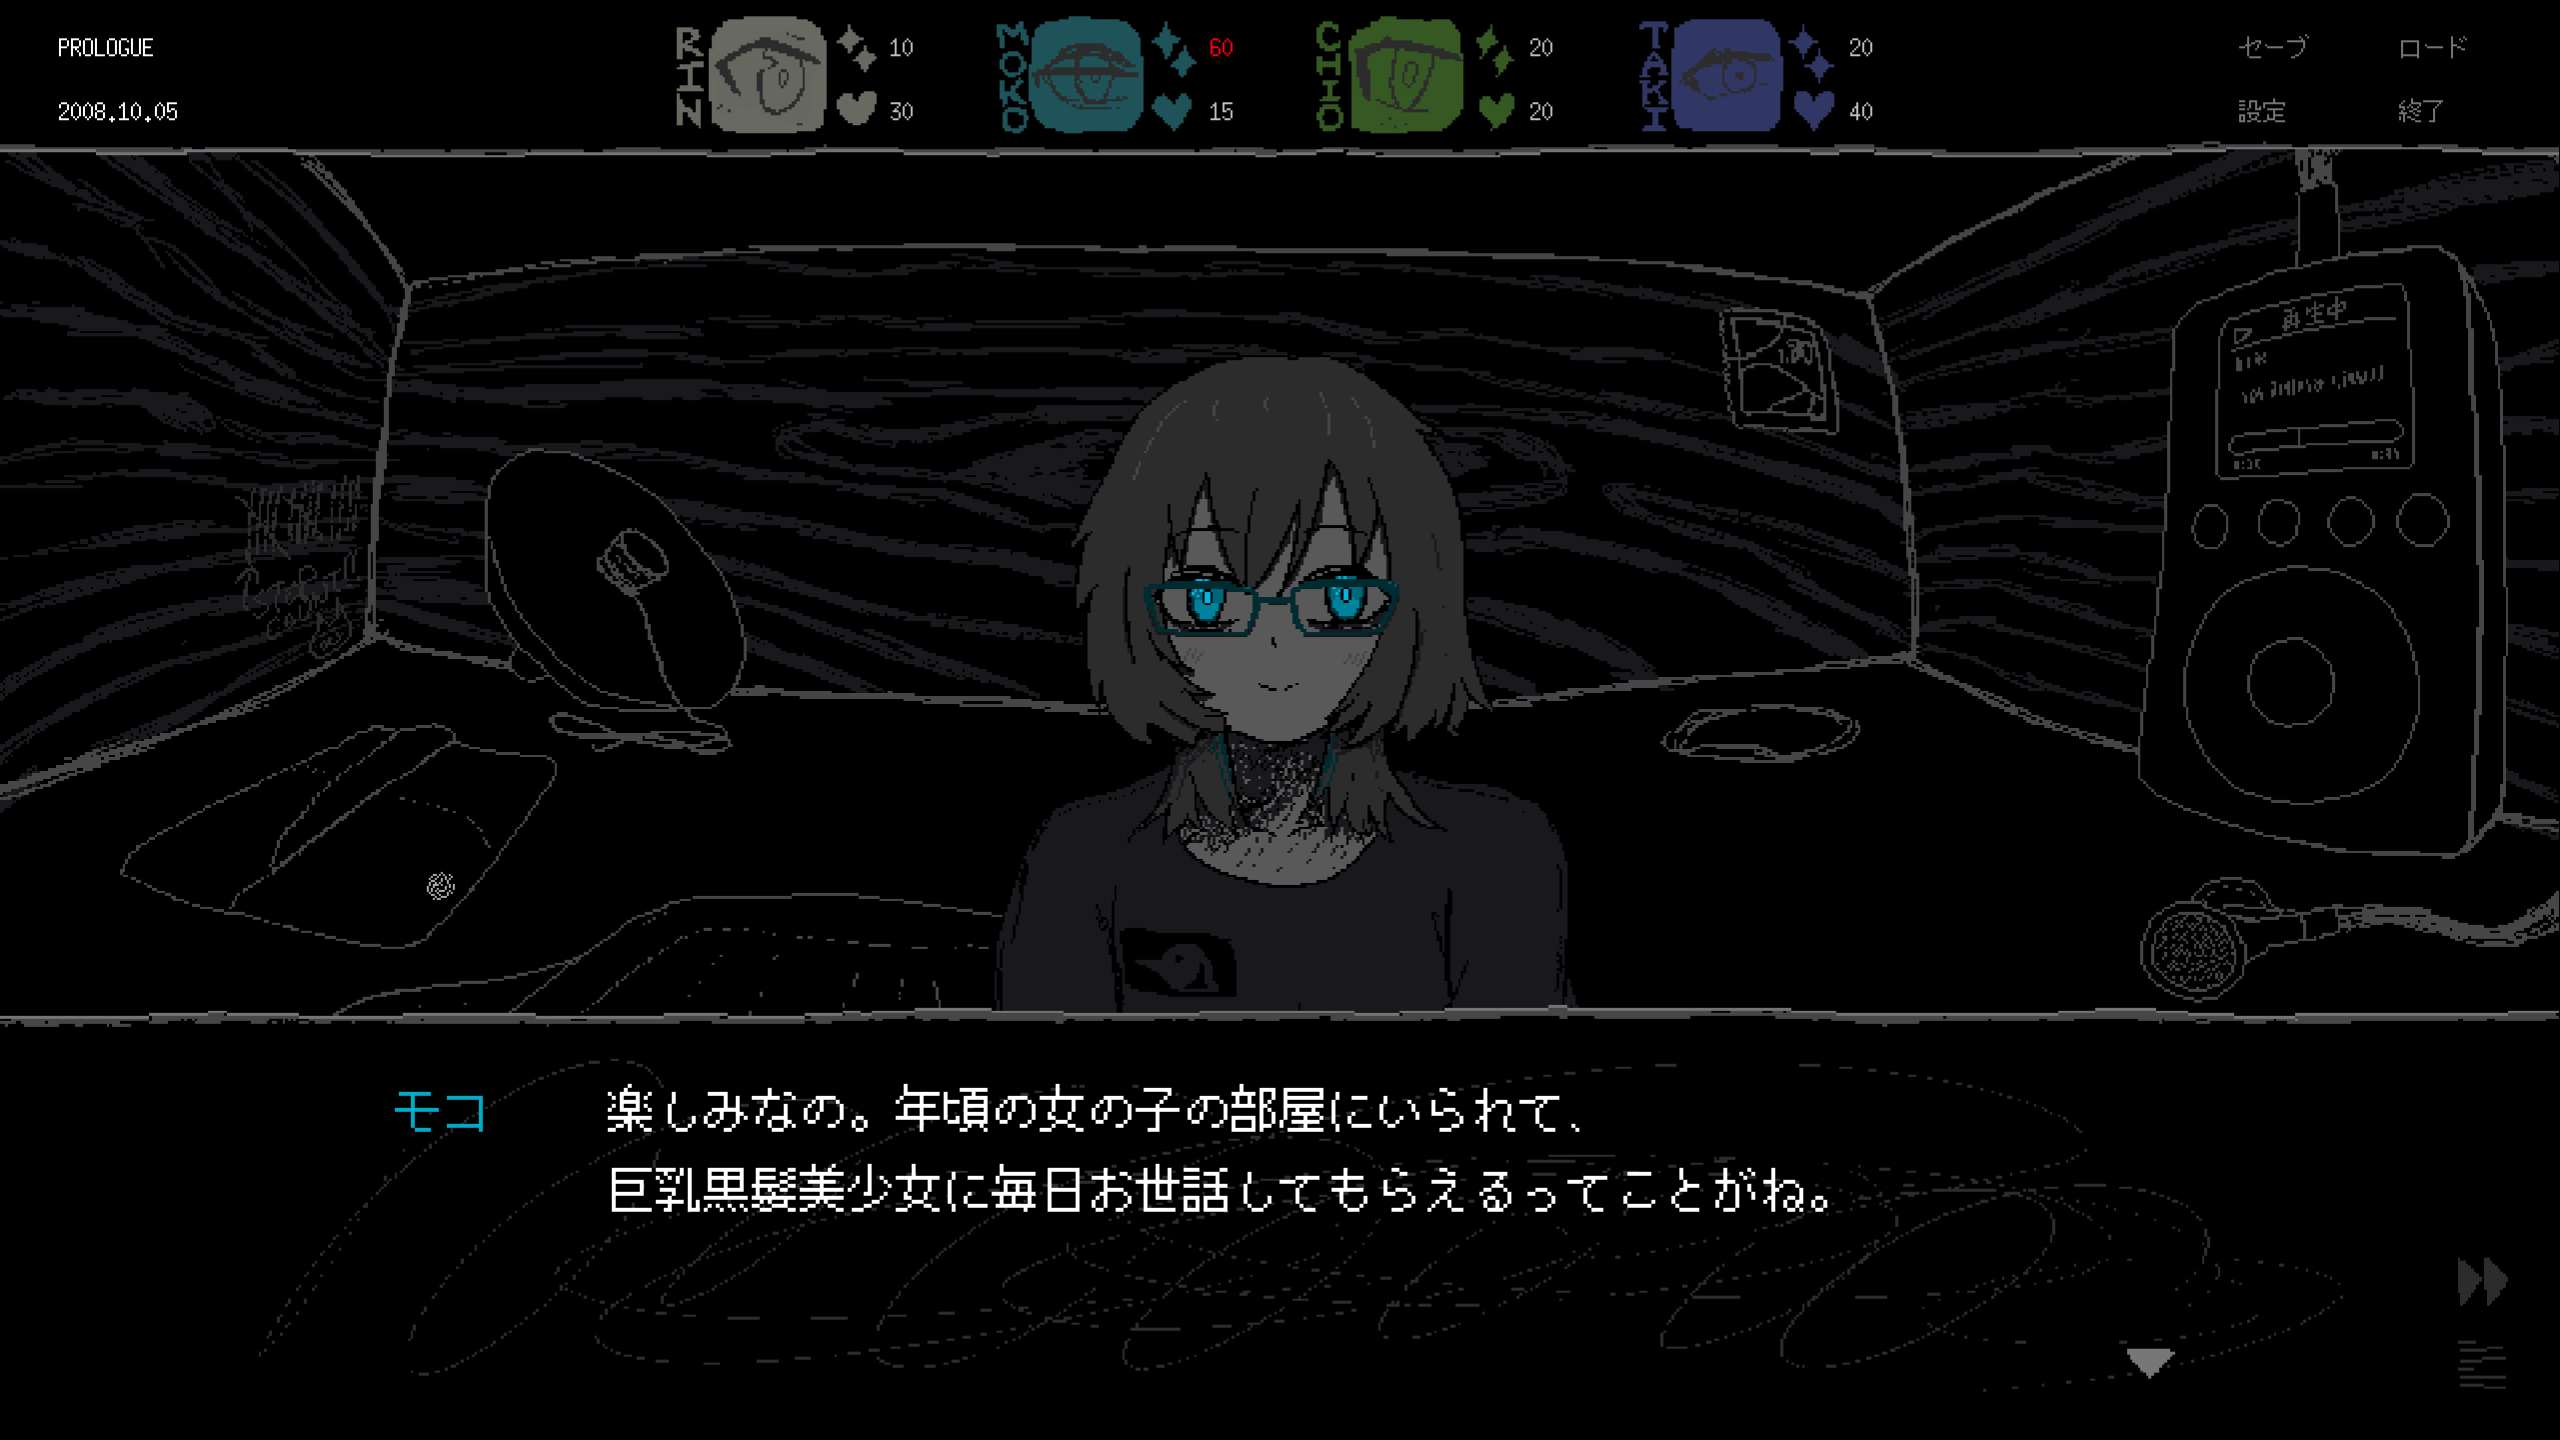 PROLOGUE
2008.10.05
RIN
10
30
MOKO
60
15
CHIO
20
20
TAKI
20
40
セーブ
ロード
設定
終了
再生中
モコ
楽しみなの。年頃の女の子の部屋にいられて、
巨乳黒髪美少女に毎日お世話してもらえるってことがね。